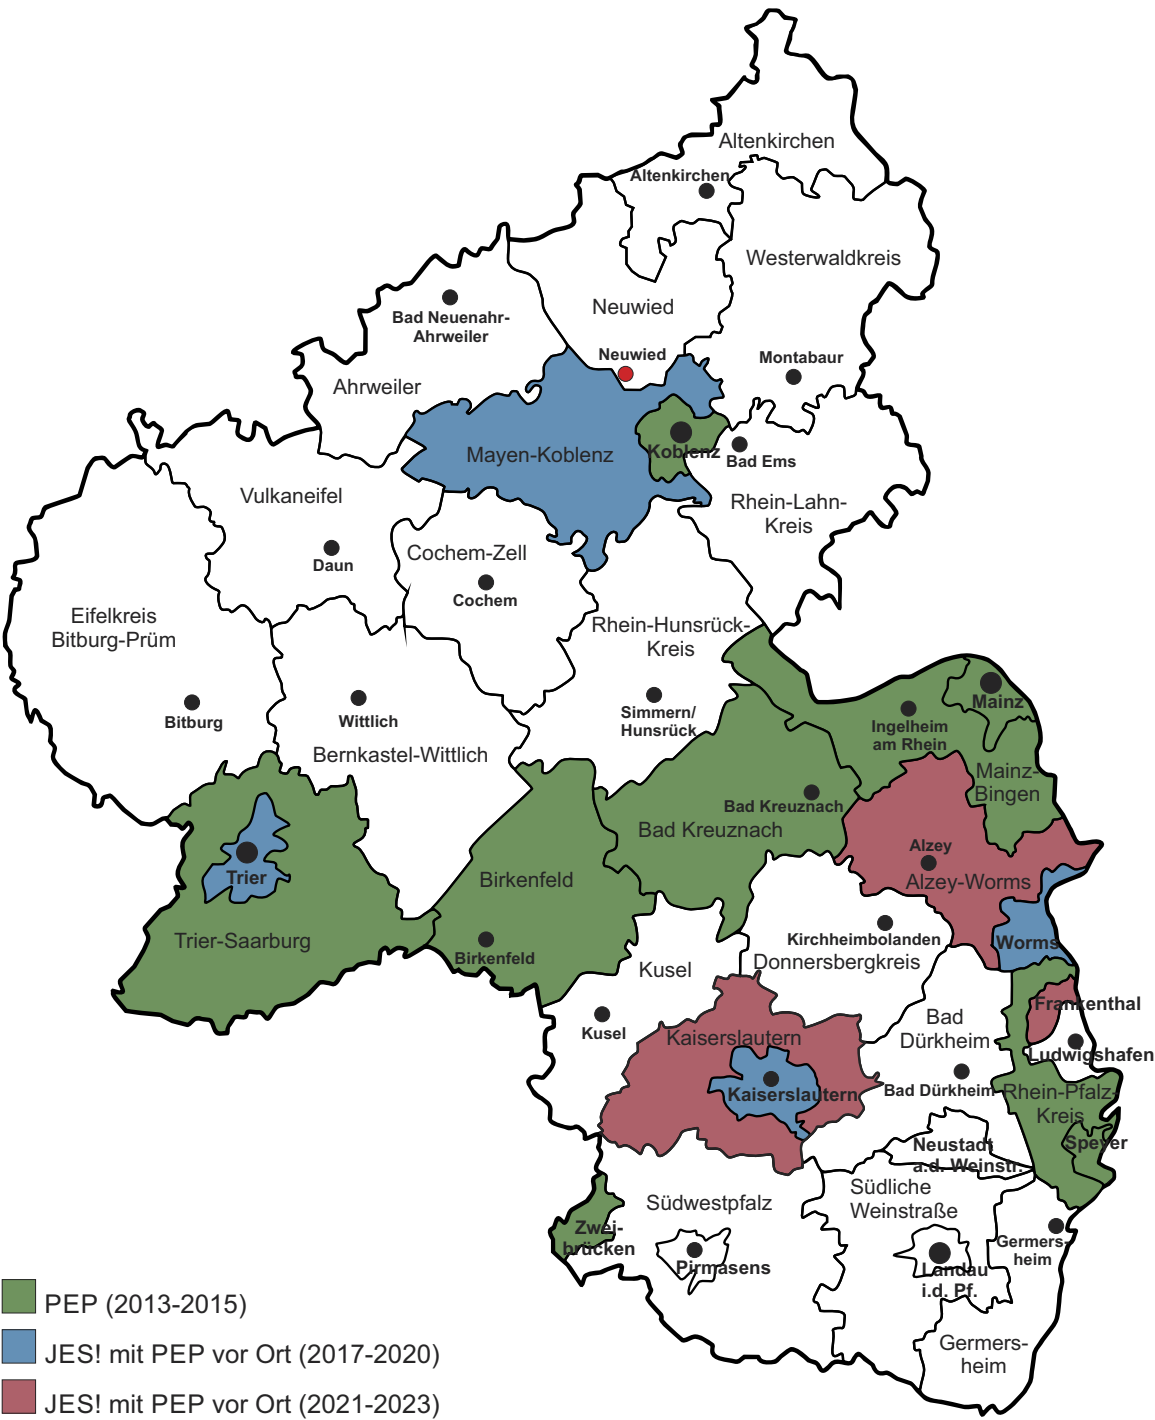 Altenkirchen
Altenkirchen
Westerwaldkreis
Neuwied
Bad Neuenahr-
Ahrweiler
Neuwied
Montabaur
Ahrweiler
Mayen-Koblenz
Koblenz
Bad Ems
Vulkaneifel
Rhein-Lahn-
Kreis
Daun
Cochem-Zell
Cochem
Eifelkreis
Bitburg-Prüm
Rhein-Hunsrück-
Kreis
Bitburg
Wittlich
Simmern/
Hunsrück
Mainz
Ingelheim
am Rhein
Bernkastel-Wittlich
Mainz-
Bingen
Bad Kreuznach
Bad Kreuznach
Alzey
Alzey-Worms
Trier
Birkenfeld
Trier-Saarburg
Birkenfeld
Kirchheimbolanden
Donnersbergkreis
Worms
Kusel
Kusel
Frankenthal
Bad
Dürkheim
Kaiserslautern
Ludwigshafen
Kaiserslautern
Bad Dürkheim
Rhein-Pfalz-
Kreis
Speyer
Neustadt
a.d. Weinstr.
Südliche
Weinstraße
Südwestpfalz
Zwei-
brücken
Pirmasens
Germers-
heim
Landau
i.d. Pf.
Germers-
heim
PEP (2013-2015)
JES! mit PEP vor Ort (2017-2020)
JES! mit PEP vor Ort (2021-2023)